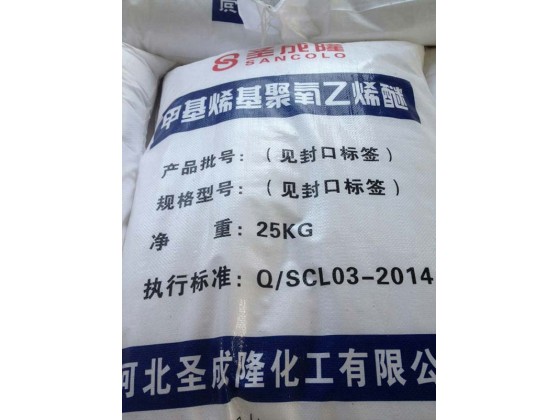 圣成隆
SANCOLO
甲基烯基聚氧乙烯醚
产品批号：（见封口标签）
规格型号：（见封口标签）
净 重：25KG
执行标准：Q/SCL03-2014
河北圣成隆化工有限公